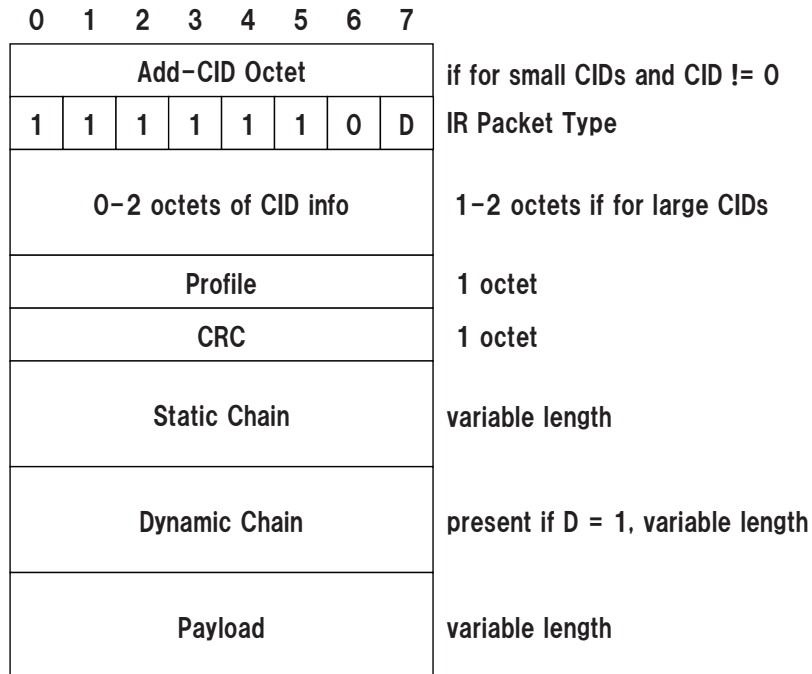 0 1 2 3 4 5 6 7
Add-CID Octet if for small CIDs and CID != 0
1 1 1 1 1 1 0 D IR Packet Type
0-2 octets of CID info 1-2 octets if for large CIDs
Profile 1 octet
CRC 1 octet
Static Chain variable length
Dynamic Chain present if D = 1, variable length
Payload variable length